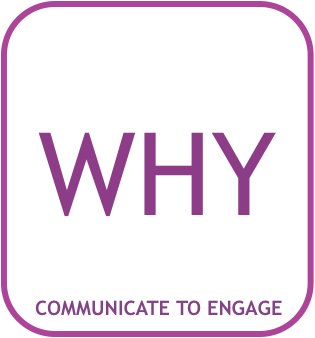 WHY
COMMUNICATE TO ENGAGE